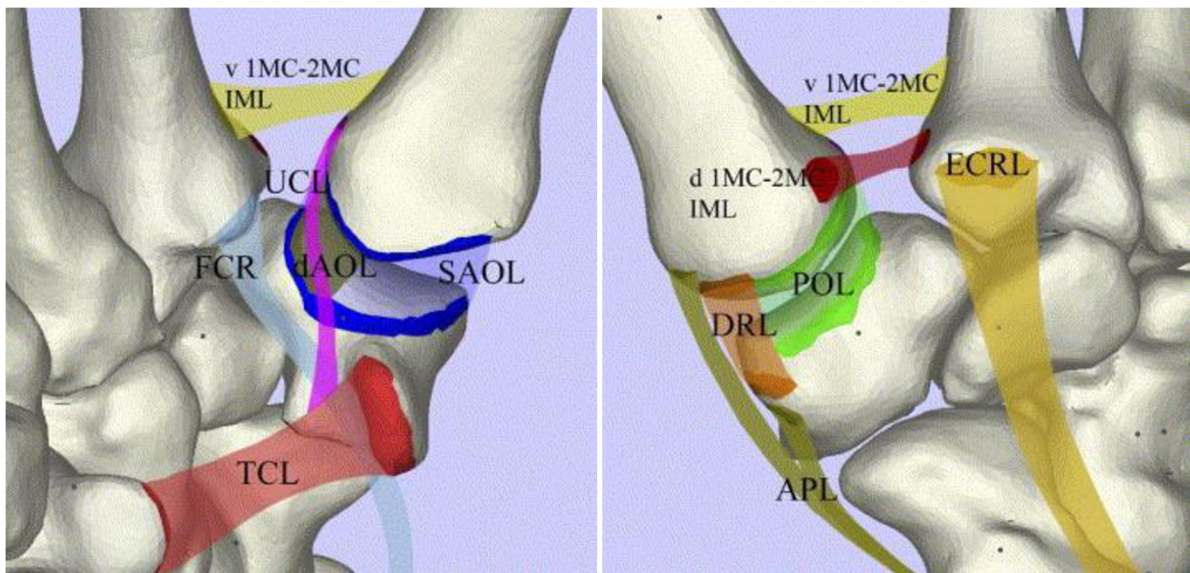 v 1MC-2MC
IML
UCL
FCR
dAOL
SAOL
TCL
v 1MC-2MC
IML
ECRL
d 1MC-2MC
IML
POL
DRL
APL